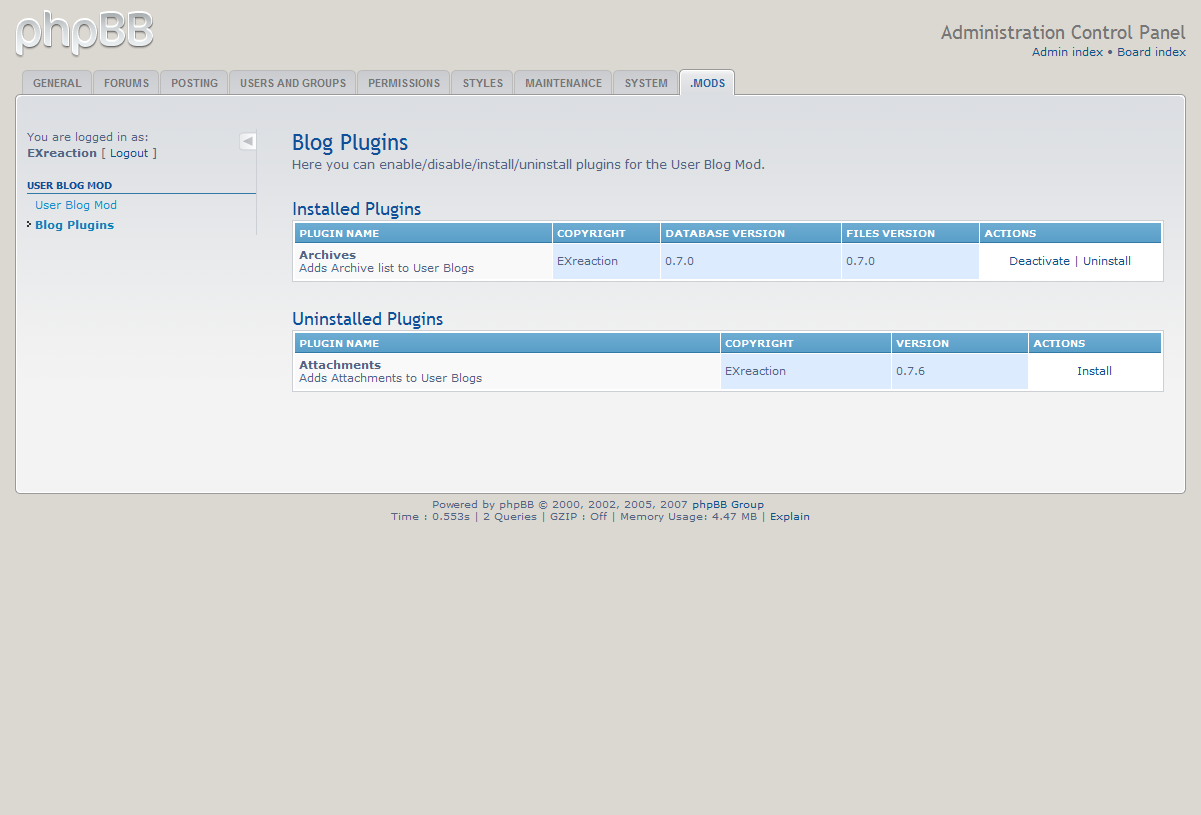 phpBB
Administration Control Panel
Admin index • Board index
GENERAL FORUMS POSTING USERS AND GROUPS PERMISSIONS STYLES MAINTENANCE SYSTEM .MODS
You are logged in as:
EXreaction [ Logout ]
USER BLOG MOD
User Blog Mod
Blog Plugins
Blog Plugins
Here you can enable/disable/install/uninstall plugins for the User Blog Mod.
Installed Plugins
PLUGIN NAME COPYRIGHT DATABASE VERSION FILES VERSION ACTIONS
Archives
Adds Archive list to User Blogs
EXreaction 0.7.0 0.7.0 Deactivate | Uninstall
Uninstalled Plugins
PLUGIN NAME COPYRIGHT VERSION ACTIONS
Attachments
Adds Attachments to User Blogs
EXreaction 0.7.6 Install
Powered by phpBB © 2000, 2002, 2005, 2007 phpBB Group
Time : 0.553s | 2 Queries | GZIP : Off | Memory Usage: 4.47 MB | Explain